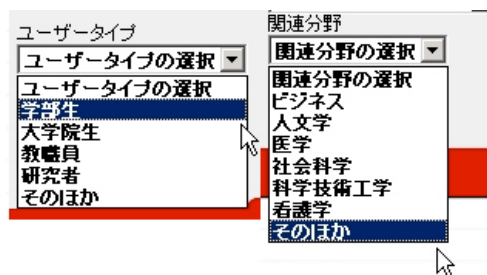 ユーザータイプ
ユーザータイプの選択
ユーザータイプの選択
学部生
大学院生
教職員
研究者
そのほか
関連分野
関連分野の選択
関連分野の選択
ビジネス
人文学
医学
社会科学
科学技術工学
看護学
そのほか